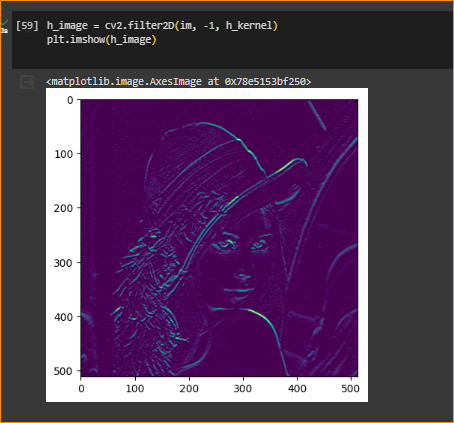 [59] h_image = cv2.filter2D(im, -1, h_kernel)
plt.imshow(h_image)
<matplotlib.image.AxesImage at 0x78e5153bf250>
0
100
200
300
400
500
0 100 200 300 400 500